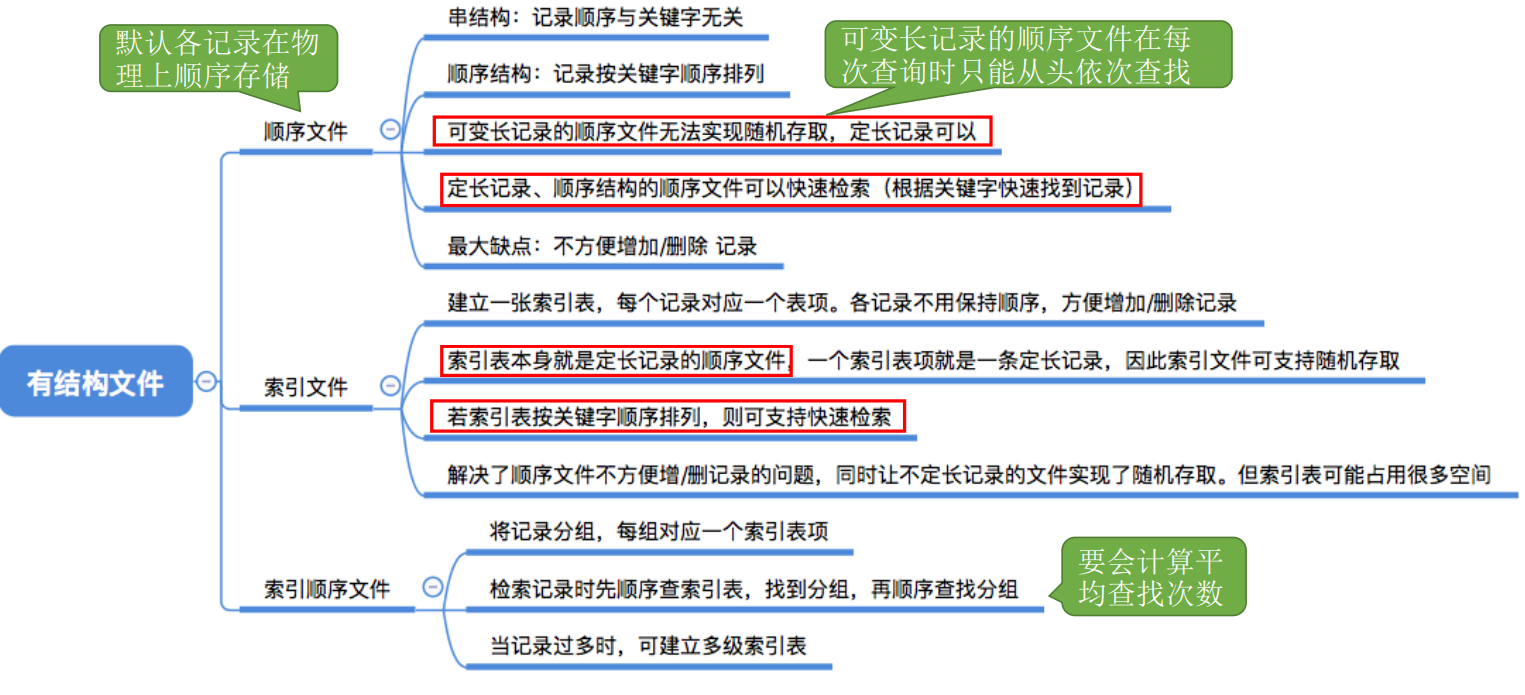 串结构：记录顺序与关键字无关
默认各记录在物
理上顺序存储
可变长记录的顺序文件在每
次查询时只能从头依次查找
顺序结构：记录按关键字顺序排列
顺序文件
可变长记录的顺序文件无法实现随机存取，定长记录可以
定长记录、顺序结构的顺序文件可以快速检索（根据关键字快速找到记录）
最大缺点：不方便增加/删除 记录
有结构文件
索引文件
建立一张索引表，每个记录对应一个表项。各记录不用保持顺序，方便增加/删除记录
索引表本身就是定长记录的顺序文件，一个索引表项就是一条定长记录，因此索引文件可支持随机存取
若索引表按关键字顺序排列，则可支持快速检索
解决了顺序文件不方便增/删记录的问题，同时让不定长记录的文件实现了随机存取。但索引表可能占用很多空间
索引顺序文件
将记录分组，每组对应一个索引表项
检索记录时先顺序查索引表，找到分组，再顺序查找分组
要会计算平
均查找次数
当记录过多时，可建立多级索引表